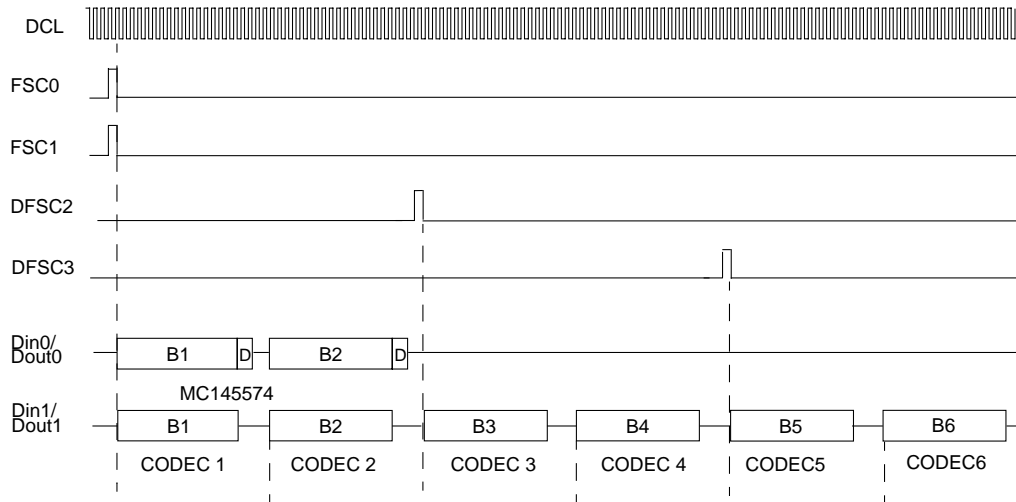 DCL
FSC0
FSC1
DFSC2
DFSC3
Din0/
Dout0
B1 D B2 D
MC145574
Din1/
Dout1
B1 B2 B3 B4 B5 B6
CODEC 1 CODEC 2 CODEC 3 CODEC 4 CODEC5 CODEC6